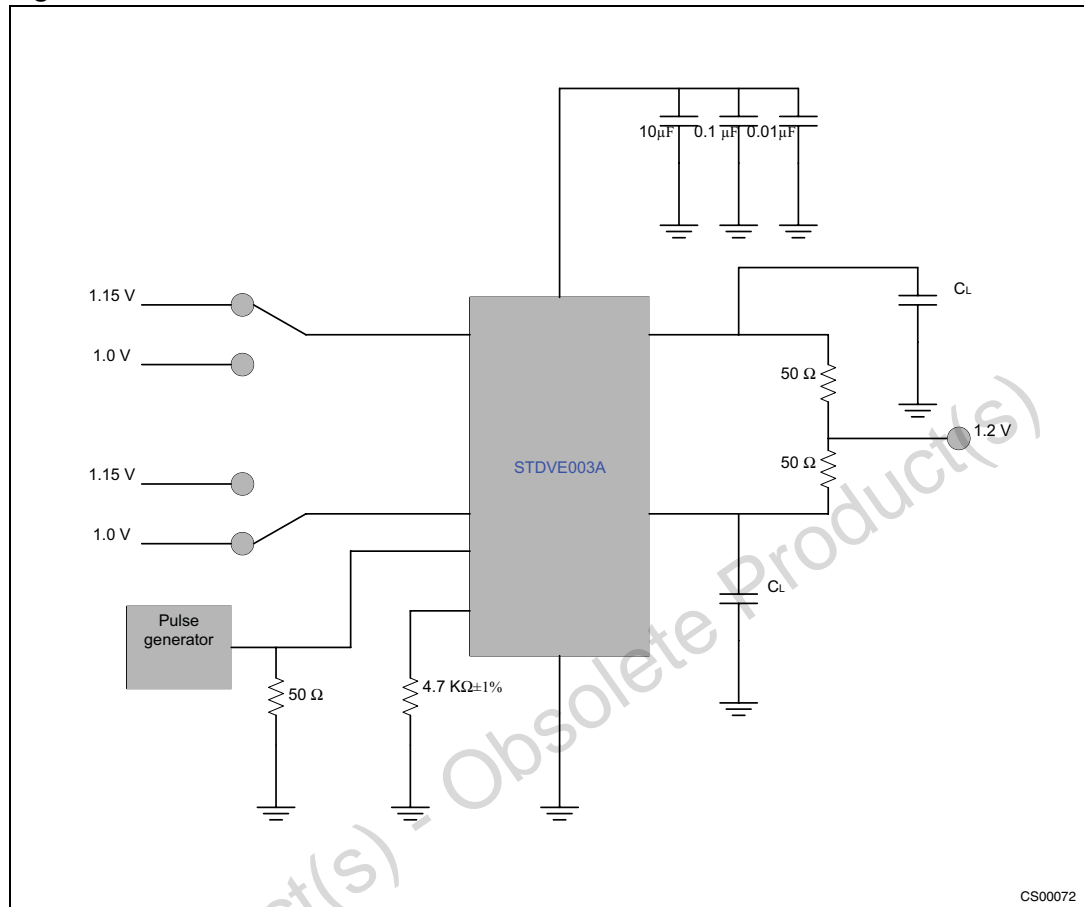 10µF 0.1 µF 0.01µF
1.15 V
CL
1.0 V
50 Ω
1.2 V
1.15 V
STDVE003A
50 Ω
1.0 V
CL
Pulse
generator
50 Ω
4.7 KΩ±1%
ct(s) - Obsolete Product(s)
CS00072